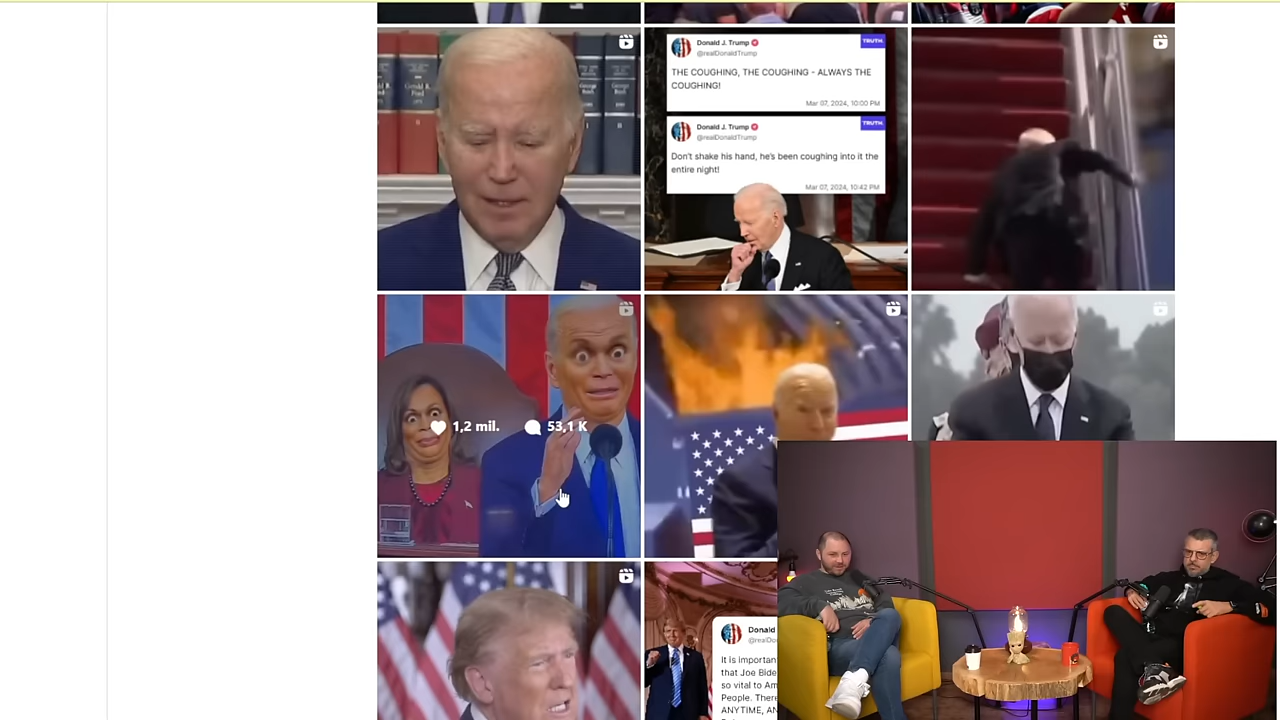 Donald J. Trump
@realDonaldTrump
TRUTH.
THE COUGHING, THE COUGHING - ALWAYS THE
COUGHING!
Mar 07, 2024, 10:00 PM
Donald J. Trump
@realDonaldTrump
TRUTH.
Don't shake his hand, he's been coughing into it the
entire night!
Mar 07, 2024, 10:42 PM
1,2 mil.
53,1 K
Donald
@realDo
It is importan
that Joe Bide
so vital to Am
People. There
ANYTIME, AN